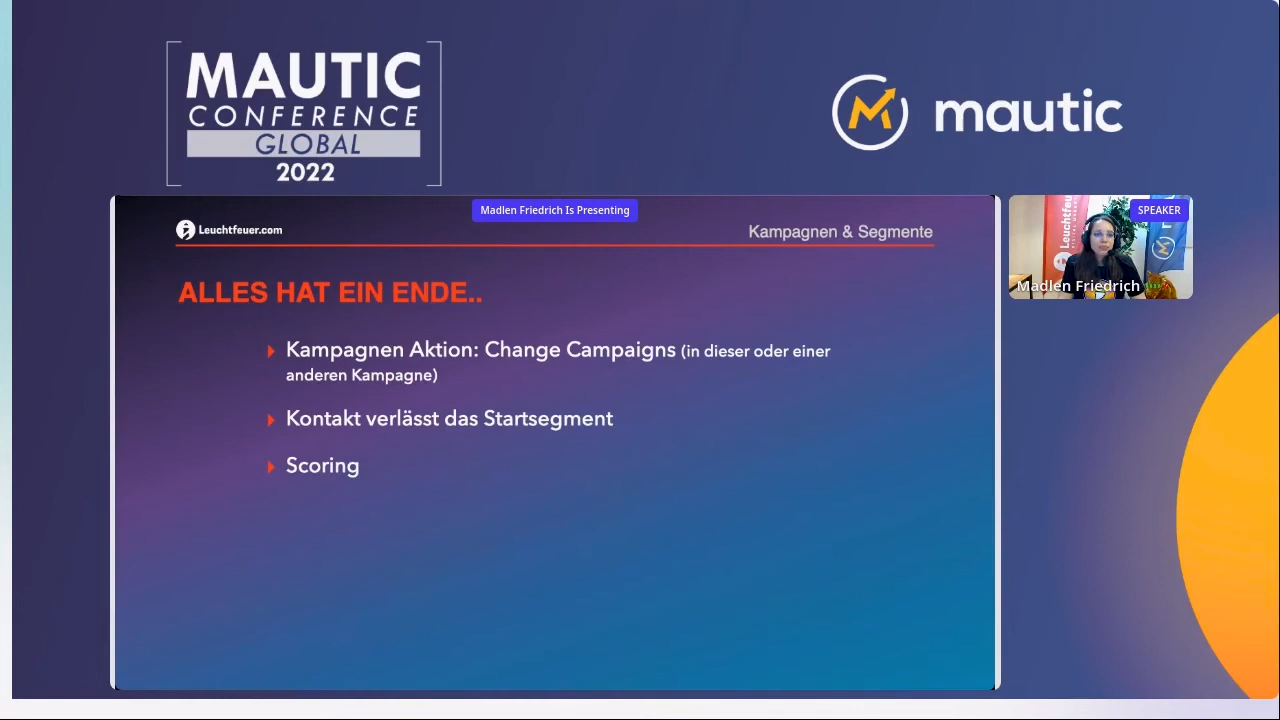 MAUTIC
CONFERENCE
GLOBAL
2022
mautic
Madlen Friedrich Is Presenting
Leuchtfeuer.com
Kampagnen & Segmente
ALLES HAT EIN ENDE..
Kampagnen Aktion: Change Campaigns (in dieser oder einer
anderen Kampagne)
Kontakt verlässt das Startsegment
Scoring
SPEAKER
Leuchtfeuer
Madlen Friedrich